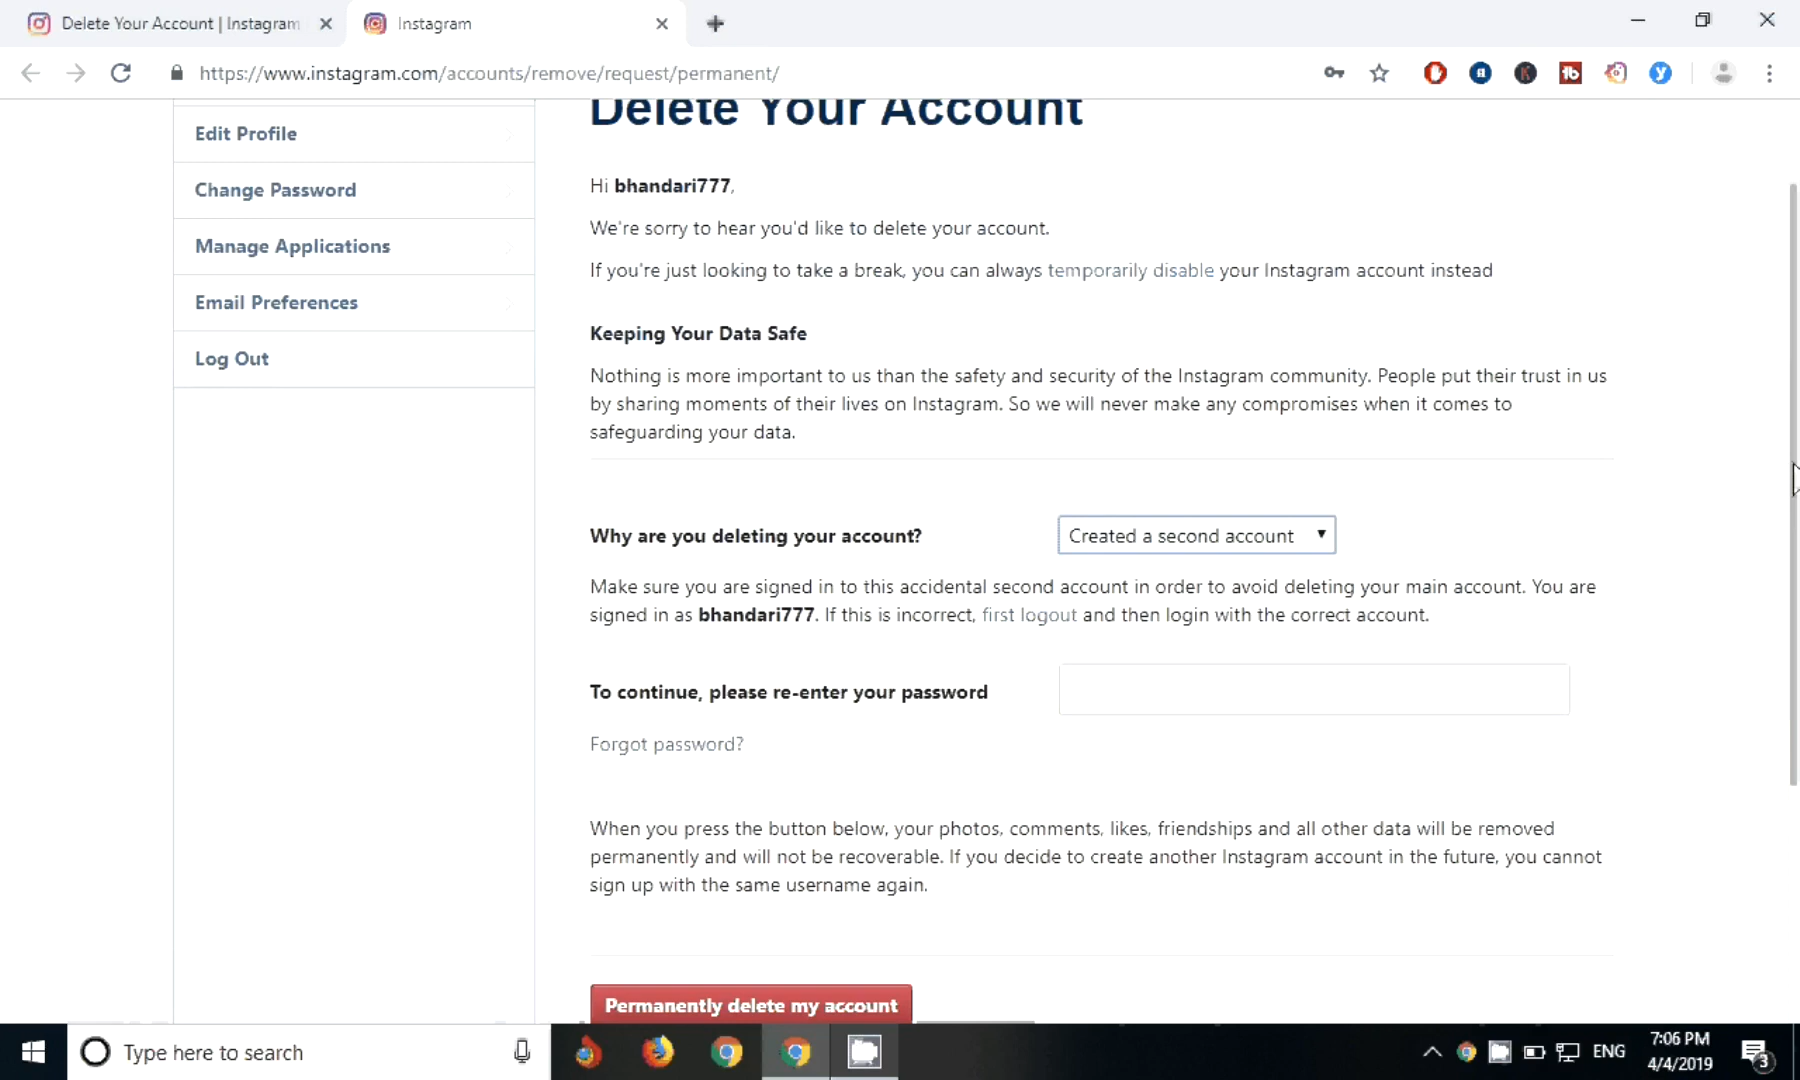 Delete Your Account | Instagram
Instagram
https://www.instagram.com/accounts/remove/request/permanent/
Delete Your Account
Edit Profile
Change Password
Manage Applications
Email Preferences
Log Out
Hi bhandari777,
We're sorry to hear you'd like to delete your account.
If you're just looking to take a break, you can always temporarily disable your Instagram account instead
Keeping Your Data Safe
Nothing is more important to us than the safety and security of the Instagram community. People put their trust in us
by sharing moments of their lives on Instagram. So we will never make any compromises when it comes to
safeguarding your data.
Why are you deleting your account?
Created a second account
Make sure you are signed in to this accidental second account in order to avoid deleting your main account. You are
signed in as bhandari777. If this is incorrect, first logout and then login with the correct account.
To continue, please re-enter your password
Forgot password?
When you press the button below, your photos, comments, likes, friendships and all other data will be removed
permanently and will not be recoverable. If you decide to create another Instagram account in the future, you cannot
sign up with the same username again.
Permanently delete my account
Type here to search
ENG
7:06 PM
4/4/2019
3